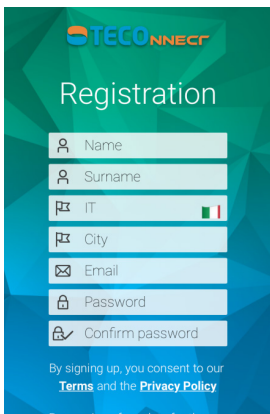 STECONNECT
Registration
Name
Surname
IT
City
Email
Password
Confirm password
By signing up, you consent to our
Terms and the Privacy Policy